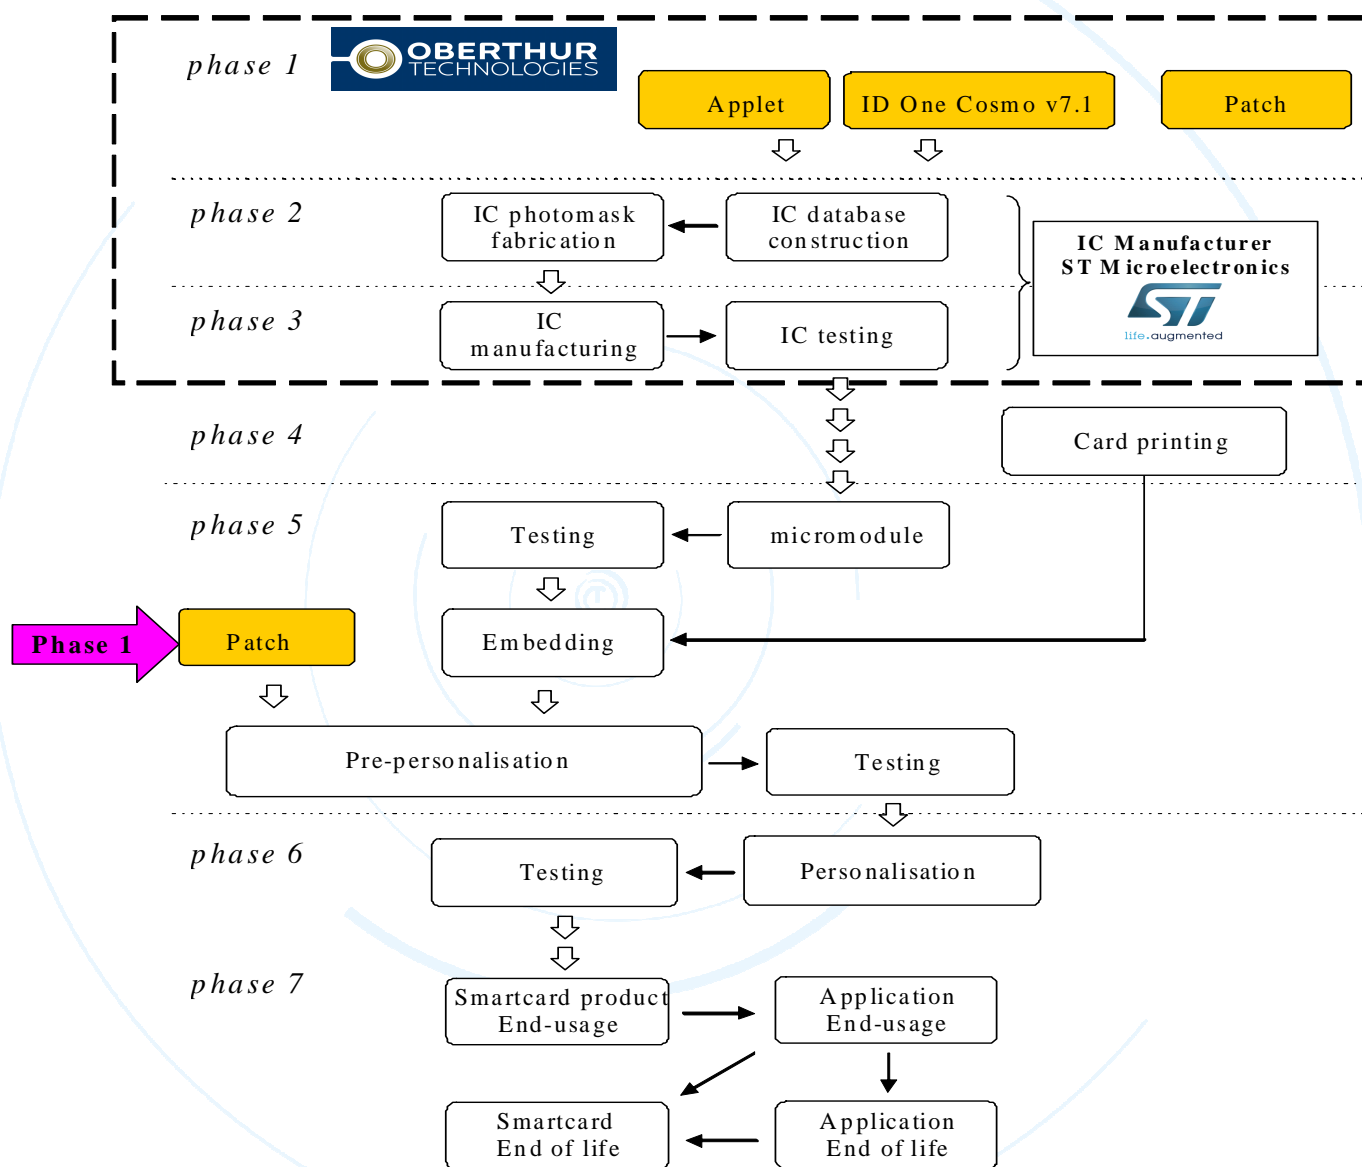 phase 1
OBERTHUR
TECHNOLOGIES
Applet
ID One Cosmo v7.1
Patch
phase 2
IC photomask
fabrication
IC database
construction
IC Manufacturer
ST Microelectronics
ST
life.augmented
phase 3
IC
manufacturing
IC testing
phase 4
Card printing
phase 5
Testing
micromodule
Phase 1
Patch
Embedding
Pre-personalisation
Testing
phase 6
Testing
Personalisation
phase 7
Smartcard product
End-usage
Application
End-usage
Smartcard
End of life
Application
End of life